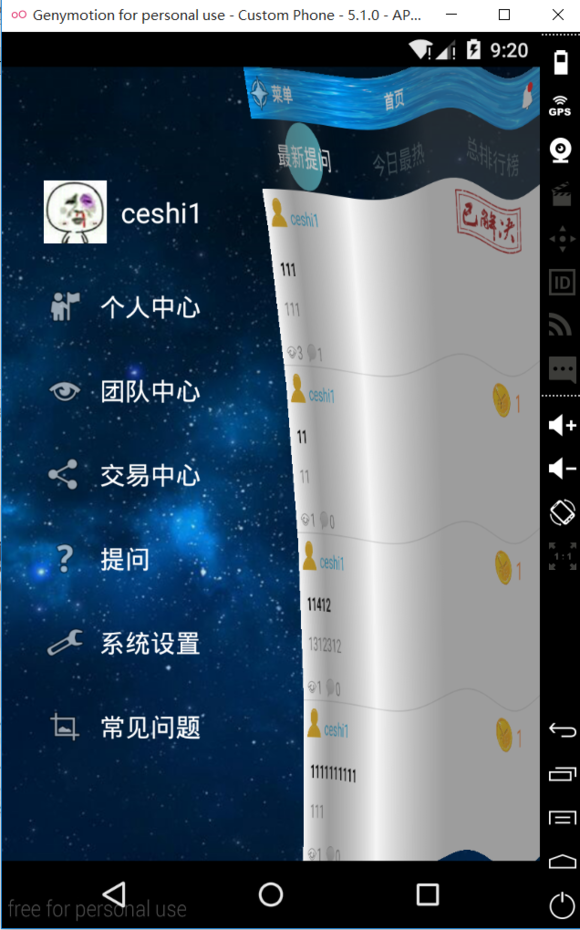 Genymotion for personal use - Custom Phone - 5.1.0 - AP...
9:20
GPS
菜单
首页
最新提问
今日最热
总排行榜
ceshi1
ceshi1
已解决
111
111
3 1
个人中心
ceshi1
1
团队中心
11
11
1 0
交易中心
ceshi1
1
提问
11412
1312312
系统设置
1 0
ceshi1
1
常见问题
1111111111
111
1 0
ID
1:1
free for personal use